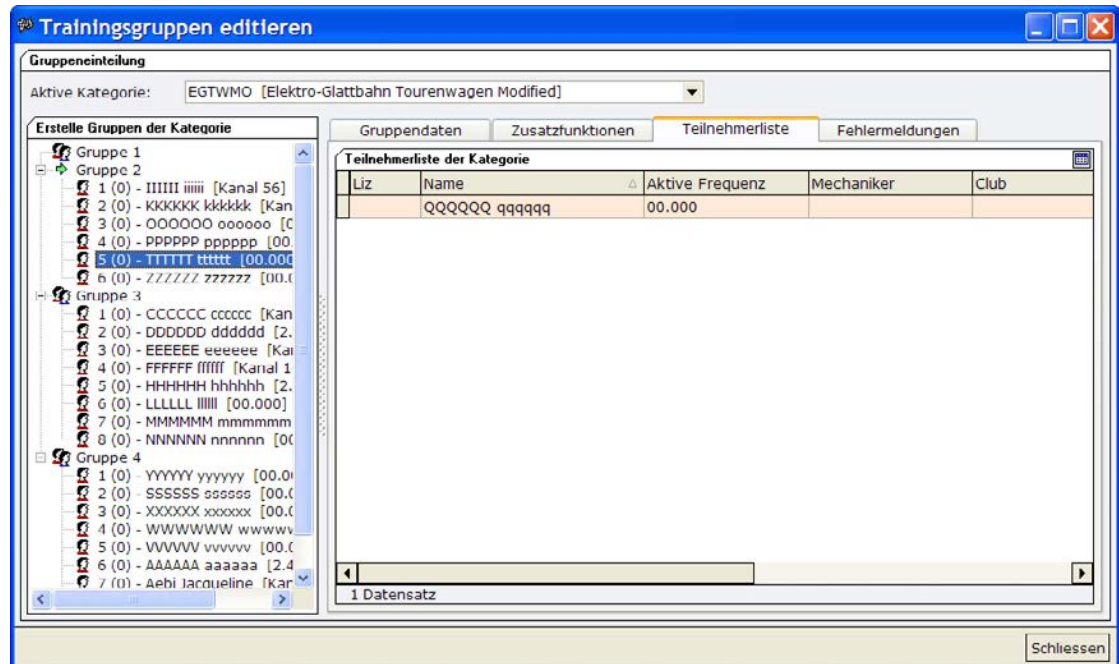 Trainingsgruppen editieren
Gruppeneinteilung
Aktive Kategorie: EGTWMO [Elektro-Glattbahn Tourenwagen Modified]
Erstelle Gruppen der Kategorie
Gruppe 1
Gruppe 2
1 (0) - IIIIII iiiiii [Kanal 56]
2 (0) - KKKKKK kkkkkk [Kan
3 (0) - OOOOOO oooooo [0
4 (0) - PPPPPP pppppp [00.
5 (0) - TTTTTT tttttt [00.000
6 (0) - ZZZZZZ zzzzzz [00.0
Gruppe 3
1 (0) - CCCCCC cccccc [Kan
2 (0) - DDDDDD dddddd [2.
3 (0) - EEEEEE eeeeee [Kar
4 (0) - FFFFFF ffffff [Kanal 1
5 (0) - HHHHHH hhhhhh [2.
6 (0) - LLLLLL llllll [00.000]
7 (0) - MMMMMM mmmmmm
8 (0) - NNNNNN nnnnnn [00
Gruppe 4
1 (0) - YYYYYY yyyyyy [00.0
2 (0) - SSSSSS ssssss [00.0
3 (0) - XXXXXX xxxxxx [00.0
4 (0) - WWWWWW wwwww
5 (0) - VVVVVV vvvvvv [00.0
6 (0) - AAAAAA aaaaaa [2.4
7 (0) - Aebi Jacqueline [Kan
Gruppendaten Zusatzfunktionen Teilnehmerliste Fehlermeldungen
Teilnehmerliste der Kategorie
Liz Name Aktive Frequenz Mechaniker Club
QQQQQQ qqqqqq 00.000
1 Datensatz
Schliessen